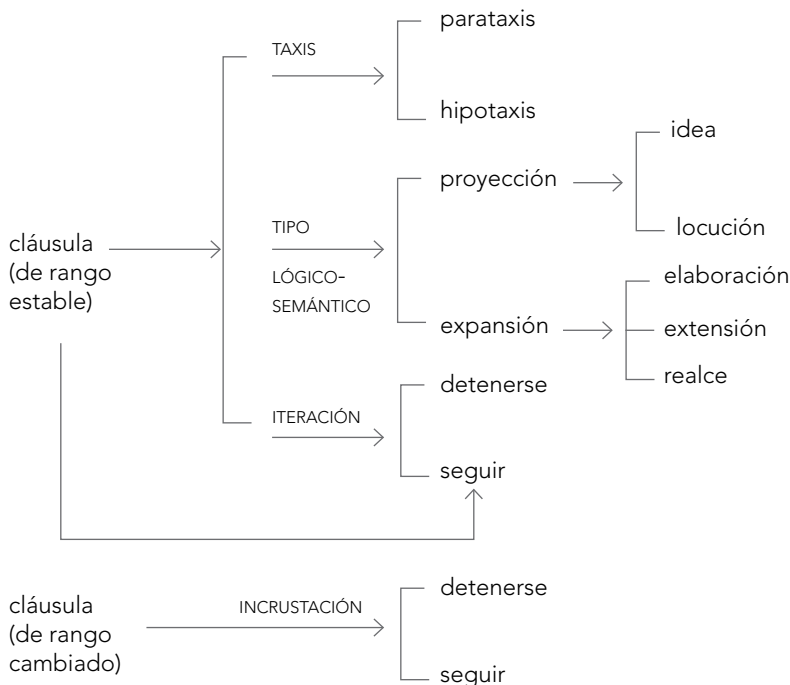 parataxis
TAXIS
hipotaxis
idea
proyección
locución
TIPO
cláusula
(de rango
estable)
LÓGICO-
SEMÁNTICO
elaboración
expansión
extensión
realce
detenerse
ITERACIÓN
seguir
detenerse
cláusula
(de rango
cambiado)
INCRUSTACIÓN
seguir